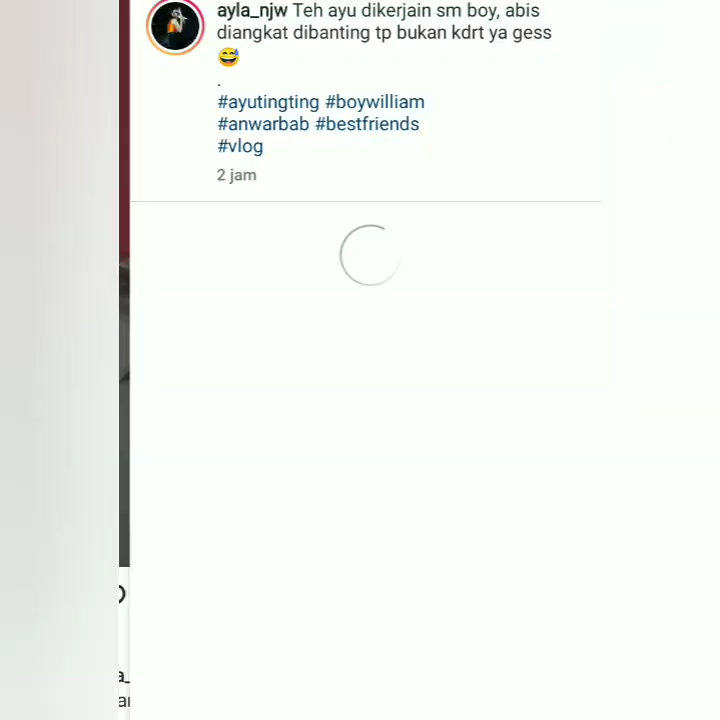 ayla_njw Teh ayu dikerjain sm boy, abis
diangkat dibanting tp bukan kdrt ya gess
😅
.
#ayutingting #boywilliam
#anwarbab #bestfriends
#vlog
2 jam